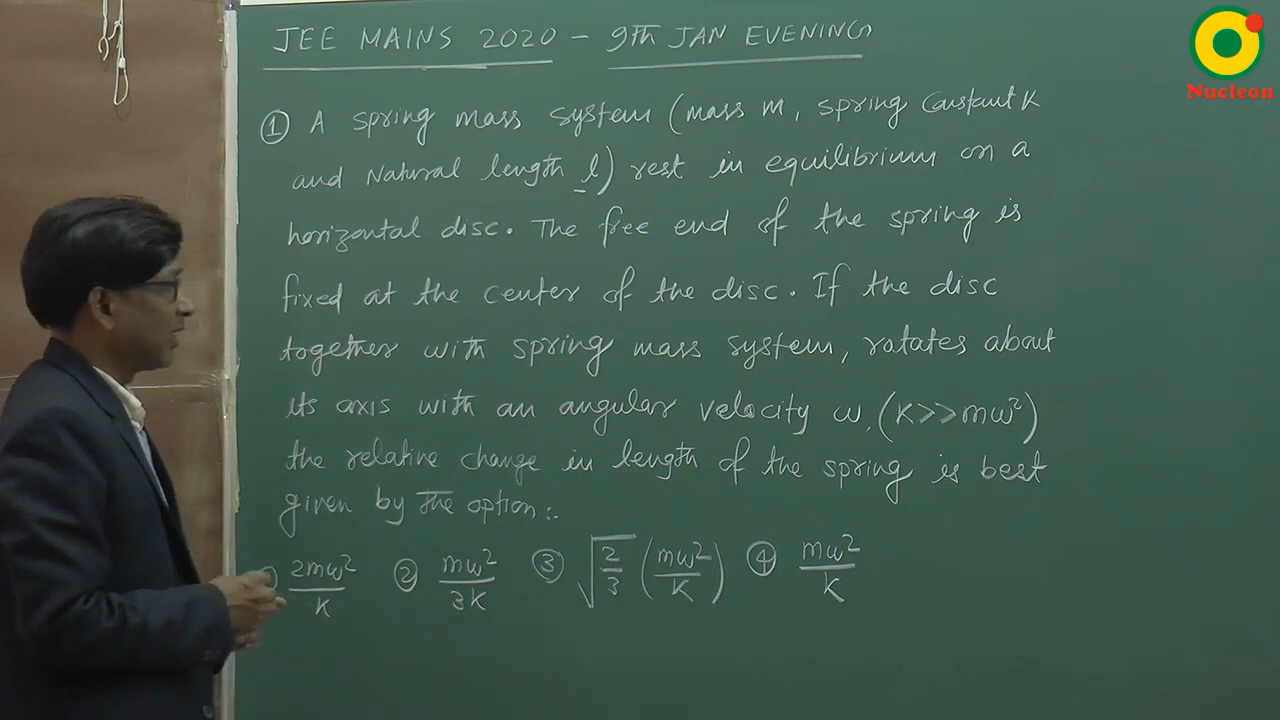 JEE MAINS 2020 - 9th JAN EVENING
Nucleon
① A spring mass system (mass m, spring Constant K
and Natural length l) rest in equilibrium on a
horizontal disc. The free end of the spring is
fixed at the center of the disc. If the disc
together with spring mass system, rotates about
its axis with an angular velocity ω, (K>>mω²)
the relative change in length of the spring is best
given by the option:-
① 2mω²/K ② mω²/3K ③ √2/3 (mω²/K) ④ mω²/K